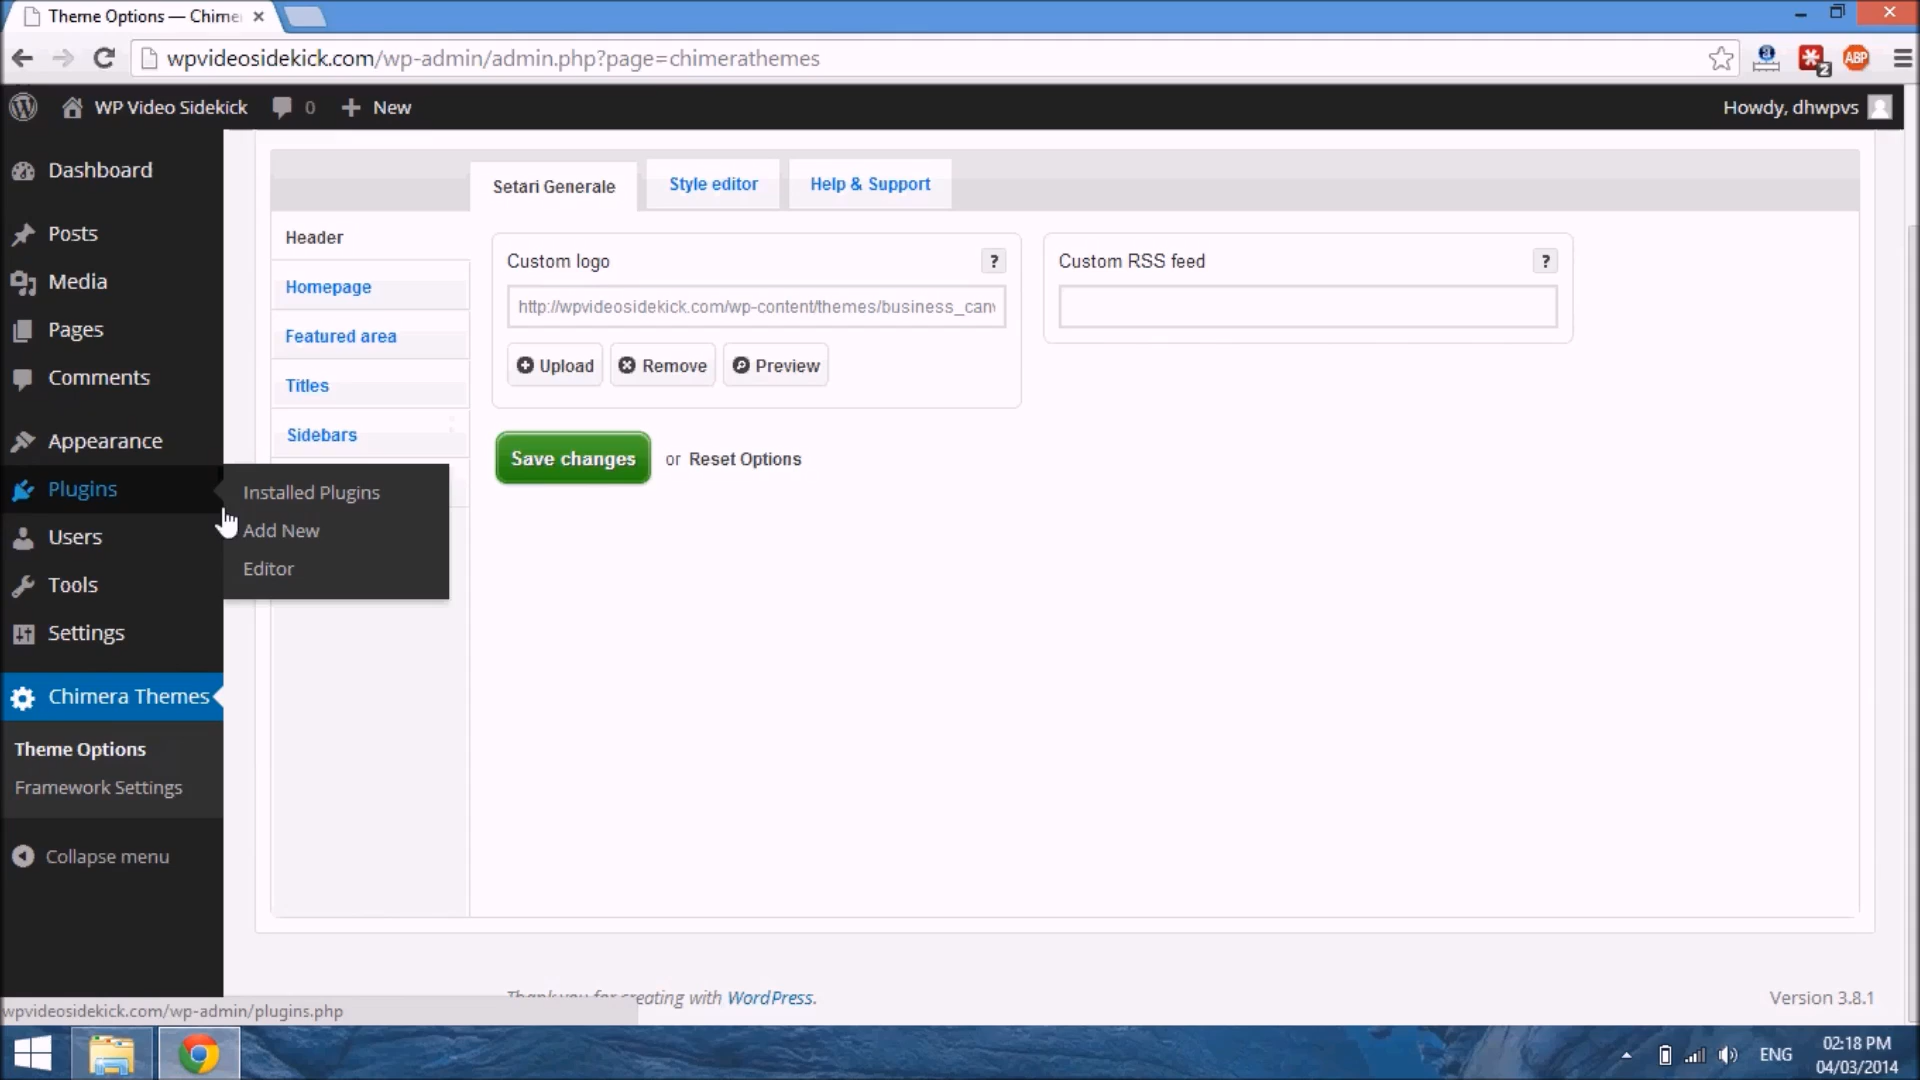 Theme Options — Chime
wpvideosidekick.com/wp-admin/admin.php?page=chimerathemes
2
ABP
WP Video Sidekick
0
New
Howdy, dhwpvs
Dashboard
Posts
Media
Pages
Comments
Appearance
Plugins
Users
Tools
Settings
Chimera Themes
Theme Options
Framework Settings
Collapse menu
Installed Plugins
Add New
Editor
Setari Generale
Style editor
Help & Support
Header
Homepage
Featured area
Titles
Sidebars
Custom logo
?
http://wpvideosidekick.com/wp-content/themes/business_can
Upload
Remove
Preview
Custom RSS feed
?
Save changes
or Reset Options
Thank you for creating with WordPress.
Version 3.8.1
wpvideosidekick.com/wp-admin/plugins.php
ENG
02:18 PM
04/03/2014